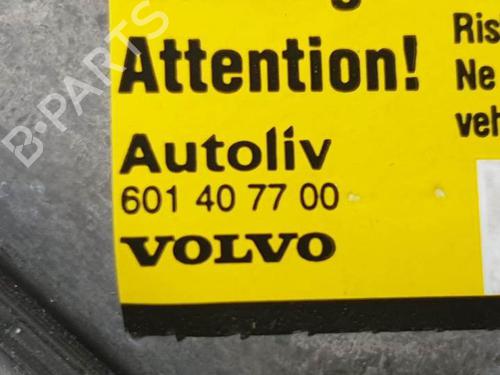 Attention!
Ris
Ne
veh
Autoliv
601 40 77 00
VOLVO
B-PARTS